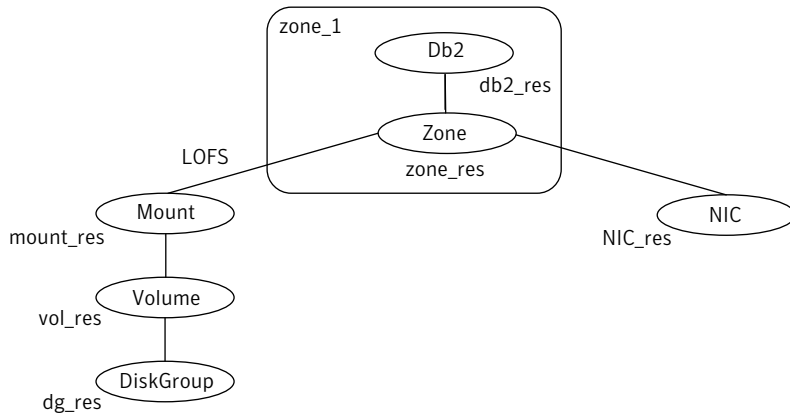 zone_1
Db2
db2_res
Zone
zone_res
LOFS
Mount
mount_res
NIC
NIC_res
Volume
vol_res
DiskGroup
dg_res